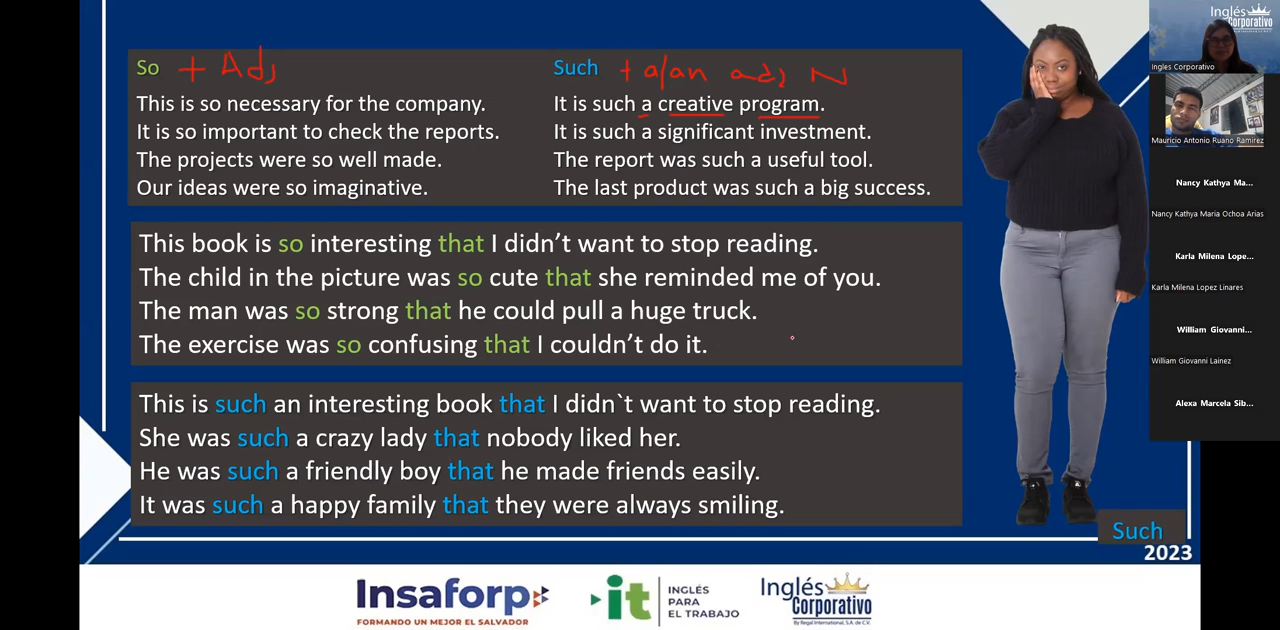 So + Adj
This is so necessary for the company.
It is so important to check the reports.
The projects were so well made.
Our ideas were so imaginative.
Such + a/an adj N
It is such a creative program.
It is such a significant investment.
The report was such a useful tool.
The last product was such a big success.
This book is so interesting that I didn't want to stop reading.
The child in the picture was so cute that she reminded me of you.
The man was so strong that he could pull a huge truck.
The exercise was so confusing that I couldn't do it.
This is such an interesting book that I didn`t want to stop reading.
She was such a crazy lady that nobody liked her.
He was such a friendly boy that he made friends easily.
It was such a happy family that they were always smiling.
Such
2023
Insaforp
FORMANDO UN MEJOR EL SALVADOR
it
INGLÉS
PARA
EL TRABAJO
Inglés
Corporativo
By Regal International, S.A. de C.V.
Inglés
Corporativo
Ingles Corporativo
Mauricio Antonio Ruano Ramirez
Nancy Kathya Ma...
Nancy Kathya Maria Ochoa Arias
Karla Milena Lope...
Karla Milena Lopez Linares
William Giovanni...
William Giovanni Lainez
Alexa Marcela Sib...